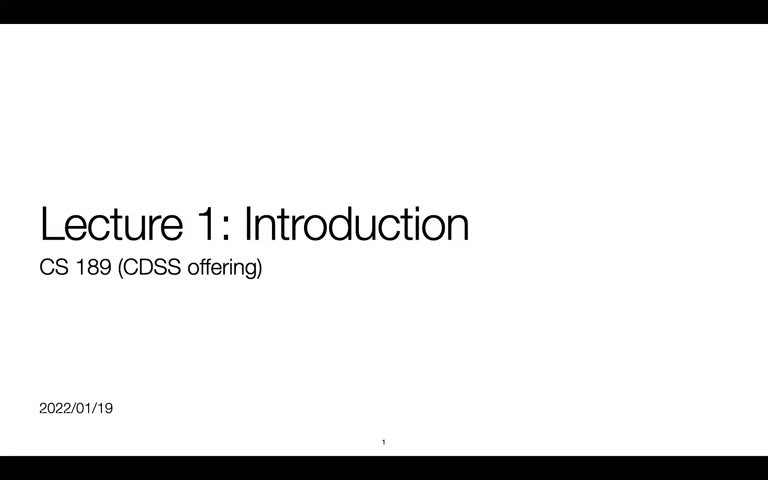 Lecture 1: Introduction
CS 189 (CDSS offering)
2022/01/19
1